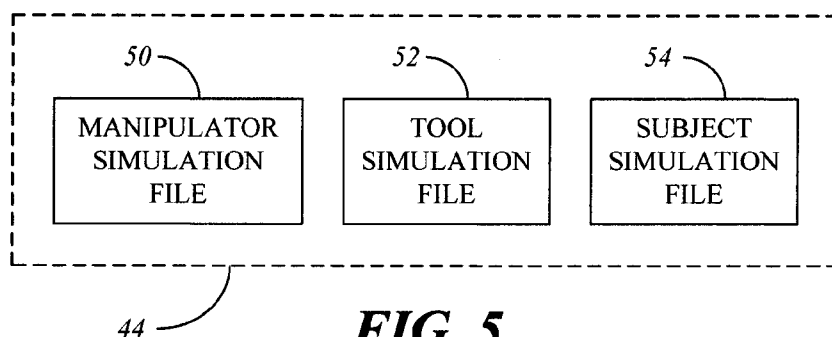 50
52
54
MANIPULATOR
SIMULATION
FILE
TOOL
SIMULATION
FILE
SUBJECT
SIMULATION
FILE
44
FIG. 5